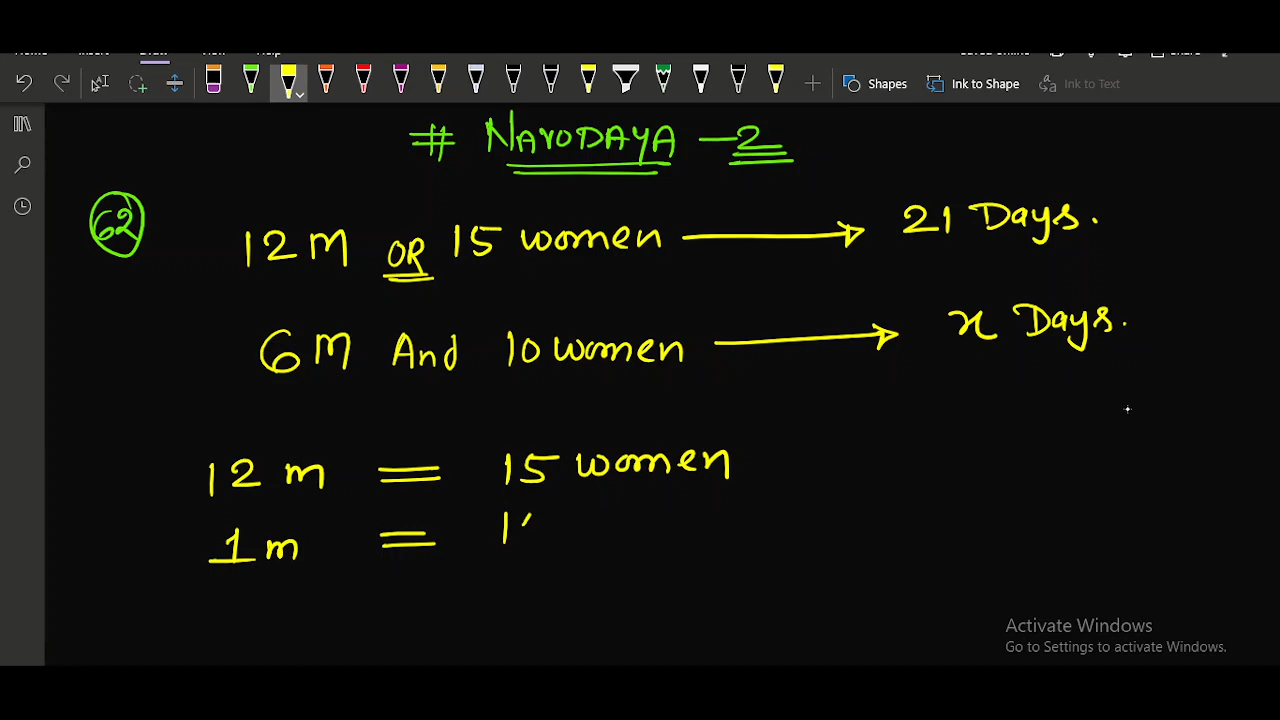 Shapes Ink to Shape Ink to Text
# NAVODAYA -2
62
12 M OR 15 women → 21 Days.
6 M And 10 women → x Days.
12 m = 15 women
1 m = 1
Activate Windows
Go to Settings to activate Windows.